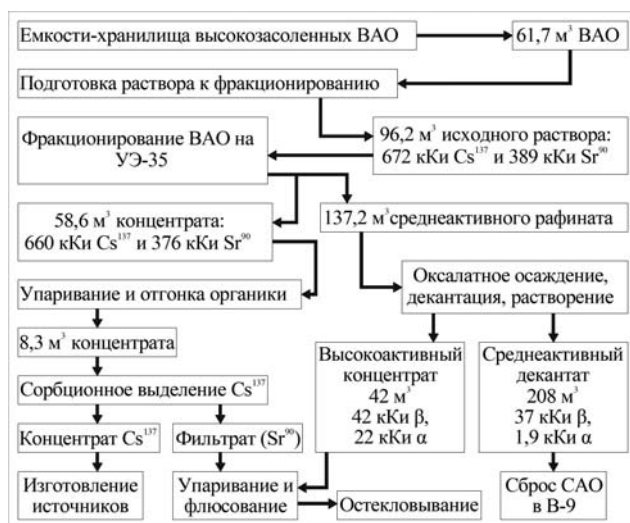 Емкости-хранилища высокозасоленных ВАО
61,7 м³ ВАО
Подготовка раствора к фракционированию
Фракционирование ВАО на
УЭ-35
96,2 м³ исходного раствора:
672 кКи Cs¹³⁷ и 389 кКи Sr⁹⁰
58,6 м³ концентрата:
660 кКи Cs¹³⁷ и 376 кКи Sr⁹⁰
137,2 м³среднеактивного рафината
Упаривание и отгонка органики
Оксалатное осаждение,
декантация, растворение
8,3 м³ концентрата
Сорбционное выделение Cs¹³⁷
Высокоактивный
концентрат
42 м³
42 кКи β,
22 кКи α
Среднеактивный
декантат
208 м³
37 кКи β,
1,9 кКи α
Концентрат Cs¹³⁷
Фильтрат (Sr⁹⁰)
Изготовление
источников
Упаривание и
флюсование
Остекловывание
Сброс САО
в В-9